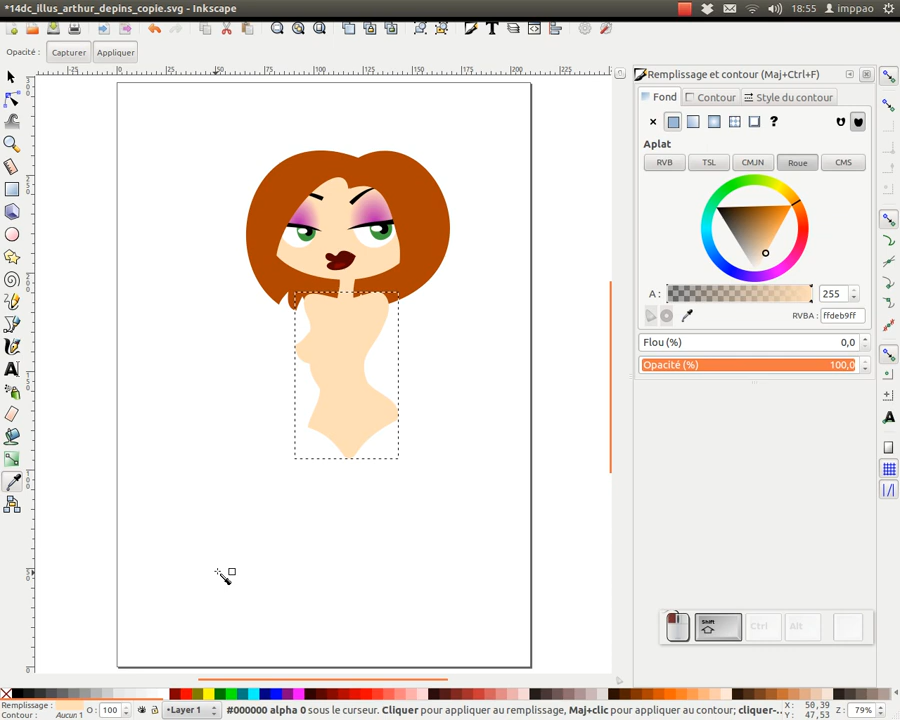 *14dc_illus_arthur_depins_copie.svg - Inkscape
18:55
imppao
Opacité :
Capturer
Appliquer
Remplissage et contour (Maj+Ctrl+F)
Fond
Contour
Style du contour
Aplat
RVB
TSL
CMJN
Roue
CMS
A :
255
RVBA :
ffdeb9ff
Flou (%)
0,0
Opacité (%)
100,0
Shift
Ctrl
Alt
Remplissage :
Contour :
Aucun 1
O :
100
•Layer 1
#000000 alpha 0 sous le curseur. Cliquer pour appliquer au remplissage, Maj+clic pour appliquer au contour; cliquer-...
X : 50,39
Y : 47,53
Z :
79%